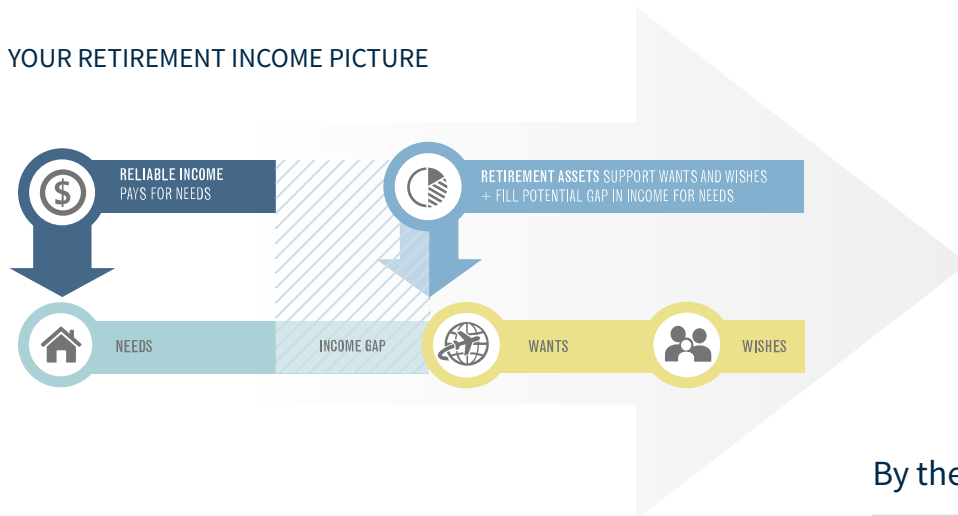 YOUR RETIREMENT INCOME PICTURE
RELIABLE INCOME
PAYS FOR NEEDS
RETIREMENT ASSETS SUPPORT WANTS AND WISHES
+ FILL POTENTIAL GAP IN INCOME FOR NEEDS
$
NEEDS
INCOME GAP
WANTS
WISHES
By the